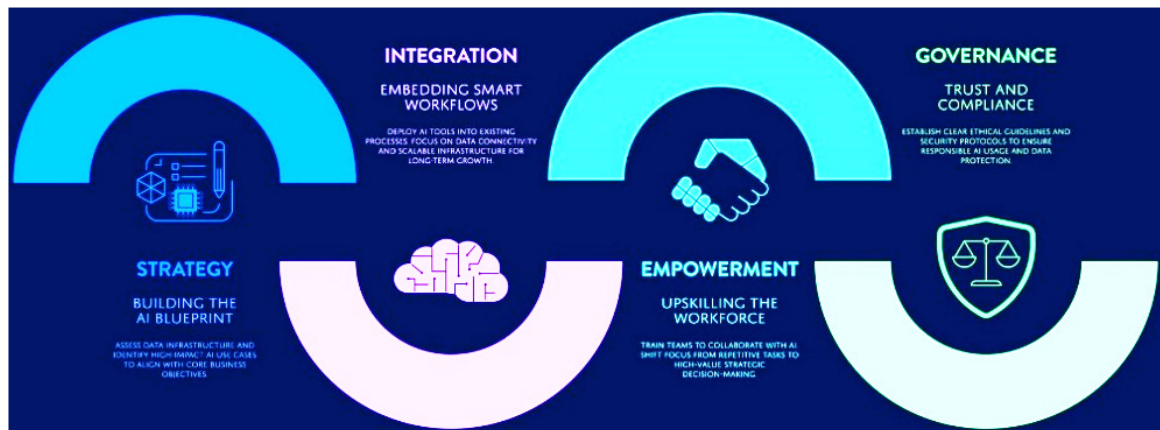 STRATEGY
BUILDING THE
AI BLUEPRINT
ASSESS DATA INFRASTRUCTURE AND
IDENTIFY HIGH-IMPACT AI USE CASES
TO ALIGN WITH CORE BUSINESS
OBJECTIVES
INTEGRATION
EMBEDDING SMART
WORKFLOWS
DEPLOY AI TOOLS INTO EXISTING
PROCESSES. FOCUS ON DATA CONNECTIVITY
AND SCALABLE INFRASTRUCTURE FOR
LONG-TERM GROWTH.
EMPOWERMENT
UPSKILLING THE
WORKFORCE
TRAIN TEAMS TO COLLABORATE WITH AI
SHIFT FOCUS FROM REPETITIVE TASKS TO
HIGH-VALUE STRATEGIC
DECISION-MAKING
GOVERNANCE
TRUST AND
COMPLIANCE
ESTABLISH CLEAR ETHICAL GUIDELINES AND
SECURITY PROTOCOLS TO ENSURE
RESPONSIBLE AI USAGE AND DATA
PROTECTION.